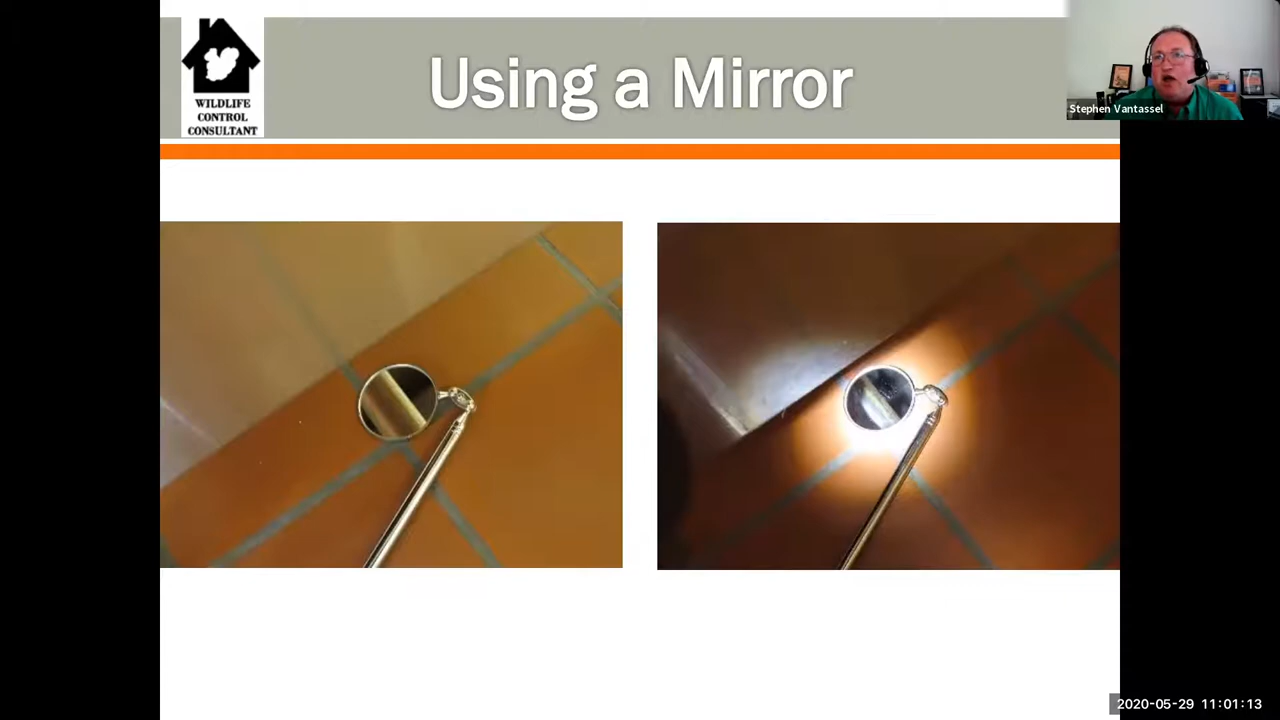 Using a Mirror
WILDLIFE
CONTROL
CONSULTANT
Stephen Vantassel
2020-05-29 11:01:13